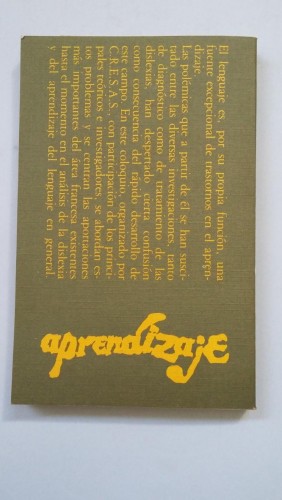 El lenguaje es, por su propia función, una
fuente excepcional de trastornos en el apren-
dizaje.
Las polémicas que a partir de él se han susci-
tado entre las diversas investigaciones, tanto
de diagnóstico como de tratamiento de las
dislexias, han despertado cierta confusión
como consecuencia del rápido desarrollo de
este campo. En este coloquio, organizado por
C.R.E.S.A.S., con participación de los princi-
pales teóricos e investigadores, se abordan es-
tos problemas y se centran las aportaciones
más importantes del área francesa existentes
hasta el momento en el análisis de la dislexia
y del aprendizaje del lenguaje en general.
aprendizaje